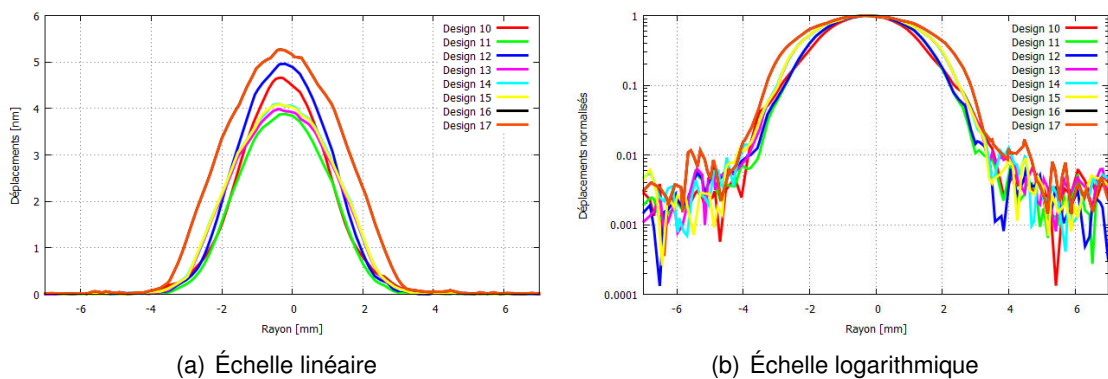 6
5
4
3
2
1
0
Déplacements [nm]
-6
-4
-2
0
2
4
6
Rayon [mm]
Design 10
Design 11
Design 12
Design 13
Design 14
Design 15
Design 16
Design 17
(a) Échelle linéaire
1
0.1
0.01
0.001
0.0001
Déplacements normalisés
-6
-4
-2
0
2
4
6
Rayon [mm]
Design 10
Design 11
Design 12
Design 13
Design 14
Design 15
Design 16
Design 17
(b) Échelle logarithmique